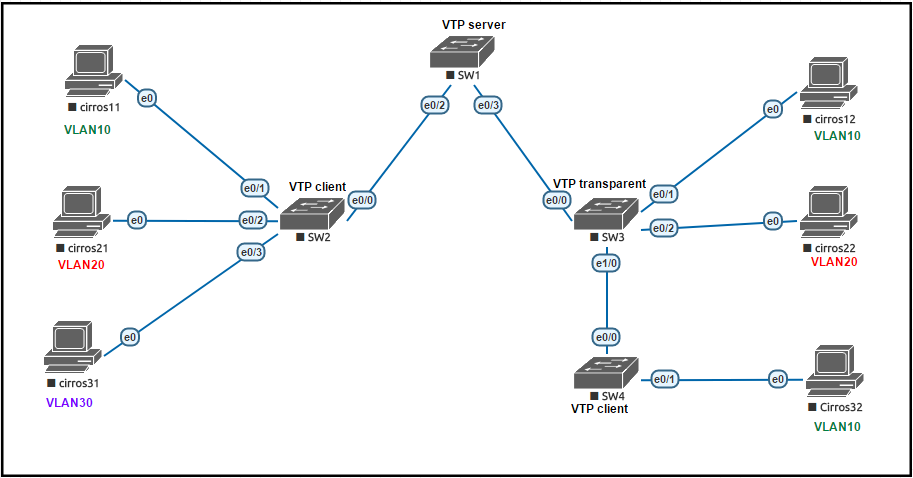 VTP server
SW1
e0/2
e0/3
cirros11
VLAN10
e0
e0/1
cirros12
VLAN10
e0
e0/1
VTP client
SW2
e0/0
VTP transparent
SW3
e0/0
cirros21
VLAN20
e0
e0/2
cirros22
VLAN20
e0
e0/2
e0/3
e1/0
cirros31
VLAN30
e0
e0/0
SW4
VTP client
e0/1
e0
Cirros32
VLAN10